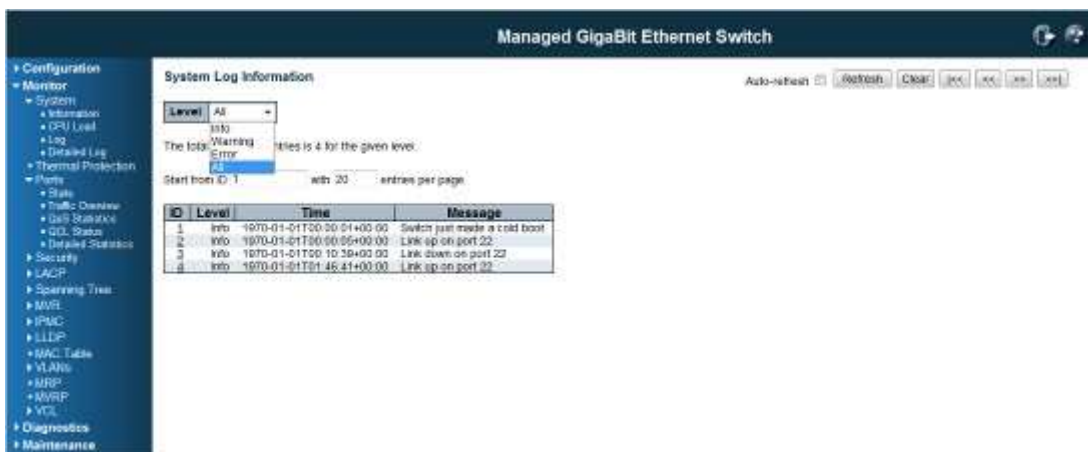 Managed GigaBit Ethernet Switch
Configuration
Monitor
System
Information
CPU Load
Log
Detailed Log
Thermal Protection
Ports
State
Traffic Overview
QoS Statistics
QCL Status
Detailed Statistics
Security
LACP
Spanning Tree
MVR
IPMC
LLDP
MAC Table
VLANs
MRP
MVRP
VCL
Diagnostics
Maintenance
System Log Information
Auto-refresh Refresh Clear |<< << >> >>|
Level All
Info
Warning
Error
All
The total entries is 4 for the given level.
Start from ID 1 with 20 entries per page.
ID Level Time Message
1 Info 1970-01-01T00:00:01+00:00 Switch just made a cold boot
2 Info 1970-01-01T00:00:05+00:00 Link up on port 22
3 Info 1970-01-01T00:10:39+00:00 Link down on port 22
4 Info 1970-01-01T01:46:41+00:00 Link up on port 22